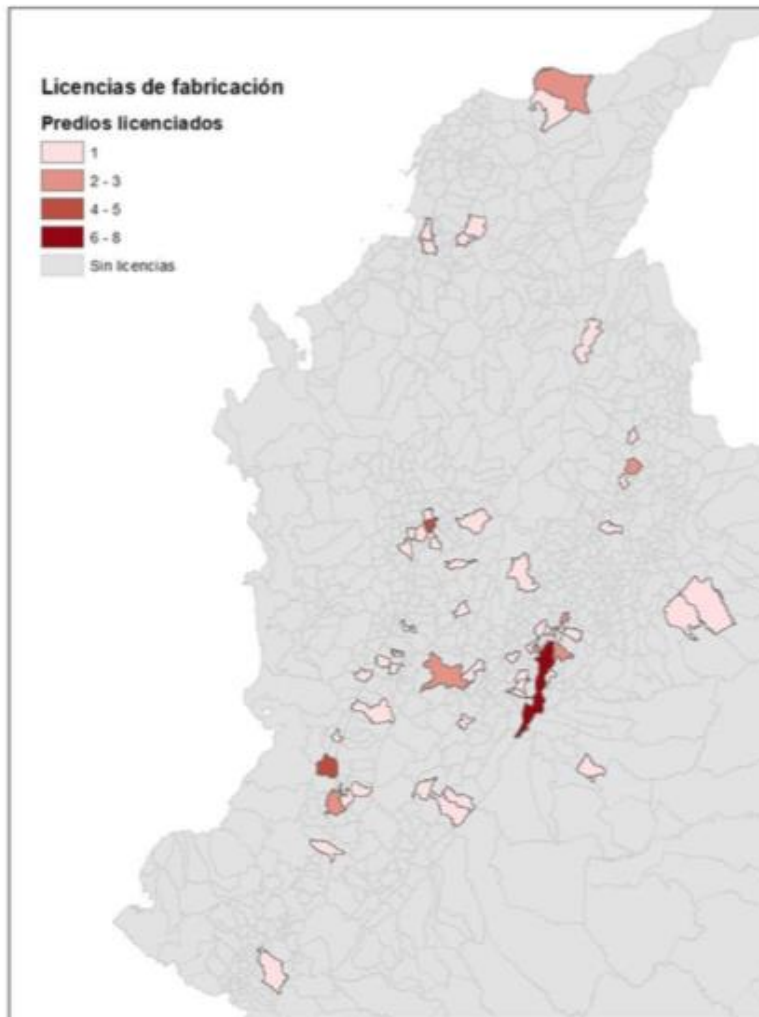 Licencias de fabricación
Predios licenciados
1
2 - 3
4 - 5
6 - 8
Sin licencias